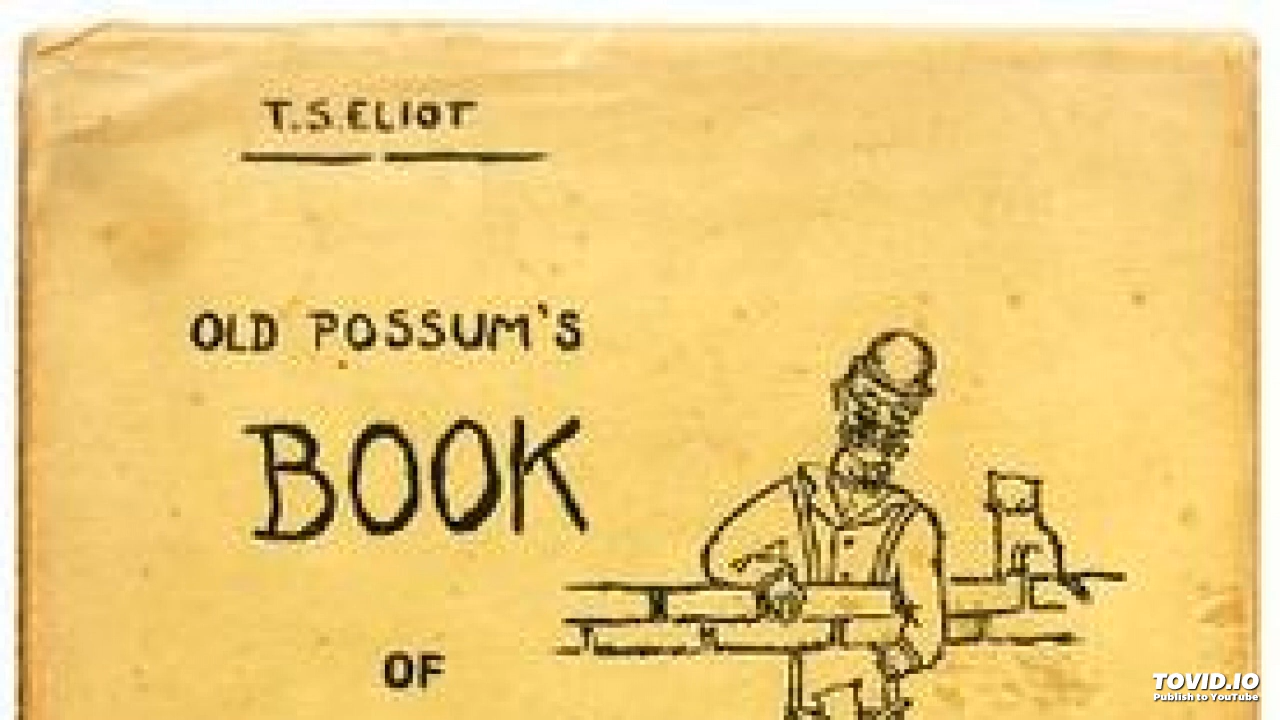 T.S. ELIOT
OLD POSSUM'S
BOOK
OF
TOVID.IO
Publish to YouTube